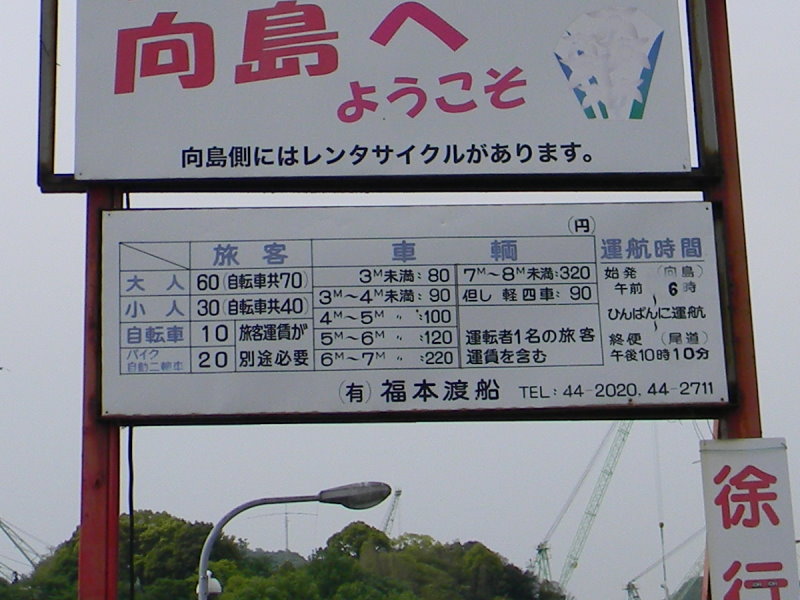 向島へ
ようこそ
向島側にはレンタサイクルがあります。
(円)
旅客 車輌 運航時間
大人 60(自転車共70) 3M未満:80 7M~8M未満:320
小人 30(自転車共40) 3M~4M未満:90 但し軽四車:90
自転車 10 旅客運賃が 4M~5M 〃 :100
バイク
自動二輪車 20 別途必要 5M~6M 〃 :120
6M~7M 〃 :220
運転者1名の旅客
運賃を含む
始発(向島)
午前 6時
~
ひんぱんに運航
~
終便(尾道)
午後10時10分
(有)福本渡船 TEL:44-2020.44-2711
徐行